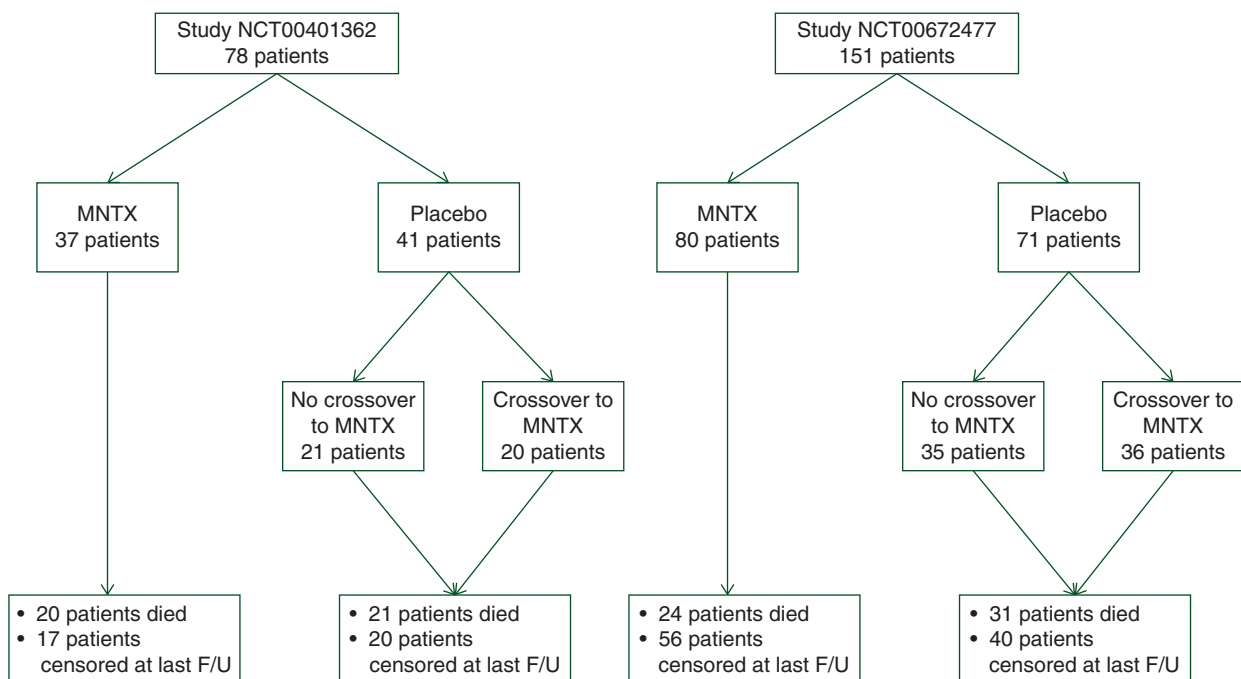 Study NCT00401362
78 patients
MNTX
37 patients
Placebo
41 patients
No crossover
to MNTX
21 patients
Crossover to
MNTX
20 patients
• 20 patients died
• 17 patients
censored at last F/U
• 21 patients died
• 20 patients
censored at last F/U
Study NCT00672477
151 patients
MNTX
80 patients
Placebo
71 patients
No crossover
to MNTX
35 patients
Crossover to
MNTX
36 patients
• 24 patients died
• 56 patients
censored at last F/U
• 31 patients died
• 40 patients
censored at last F/U